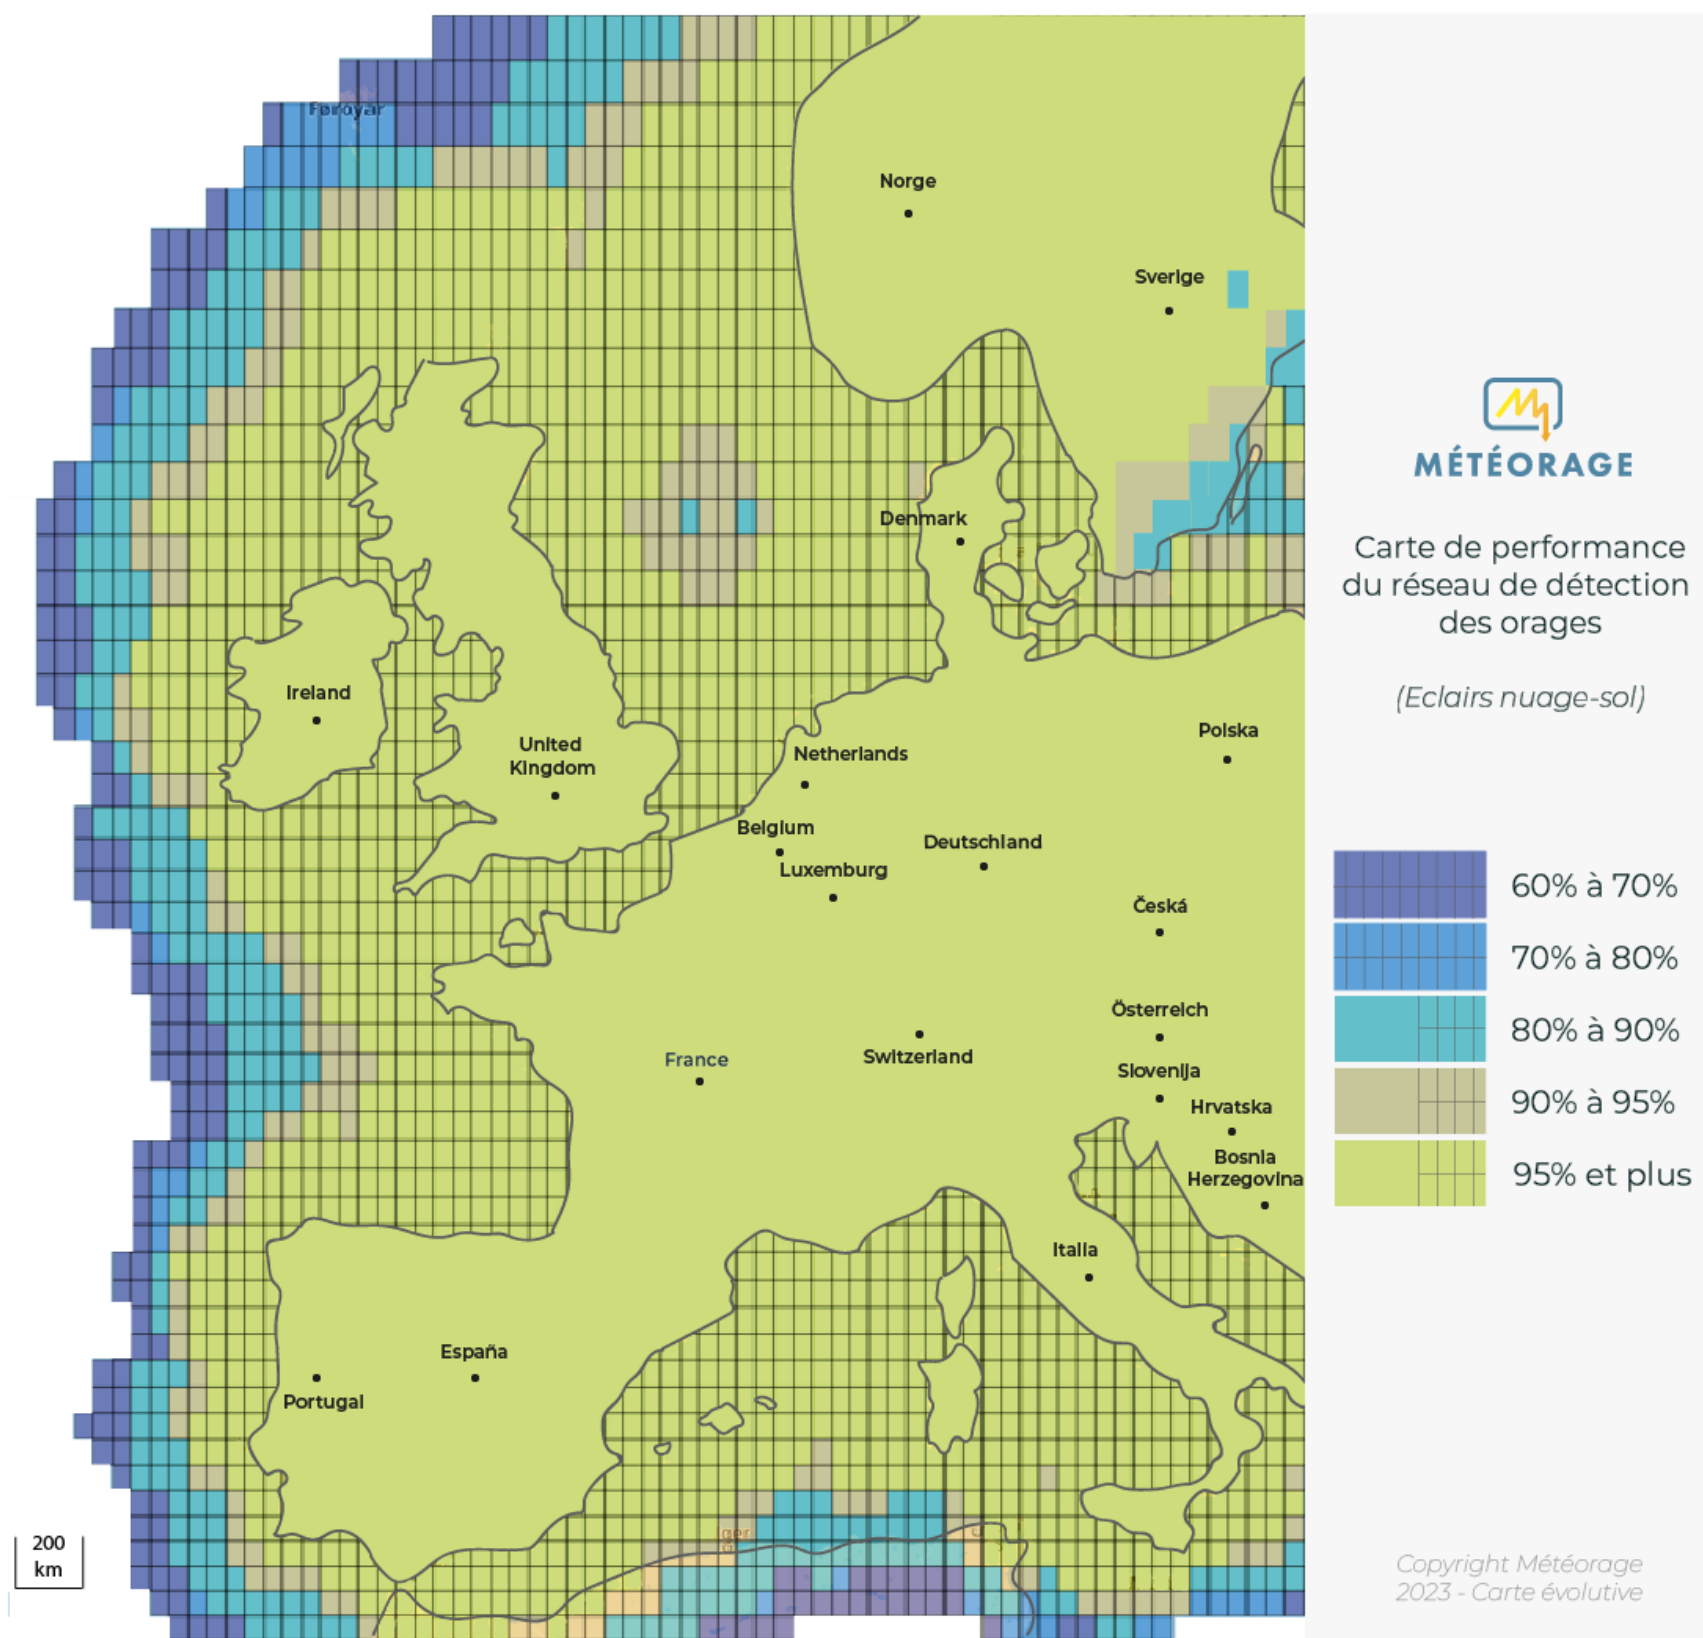 Føroyar
Norge
Sverige
Denmark
Ireland
United
Kingdom
Netherlands
Polska
Belgium
Deutschland
Luxemburg
Česká
Österreich
France
Switzerland
Slovenija
Hrvatska
Bosnia
Herzegovina
Italia
España
Portugal
200
km
MÉTÉORAGE
Carte de performance
du réseau de détection
des orages
(Eclairs nuage-sol)
60% à 70%
70% à 80%
80% à 90%
90% à 95%
95% et plus
Copyright Météorage
2023 - Carte évolutive